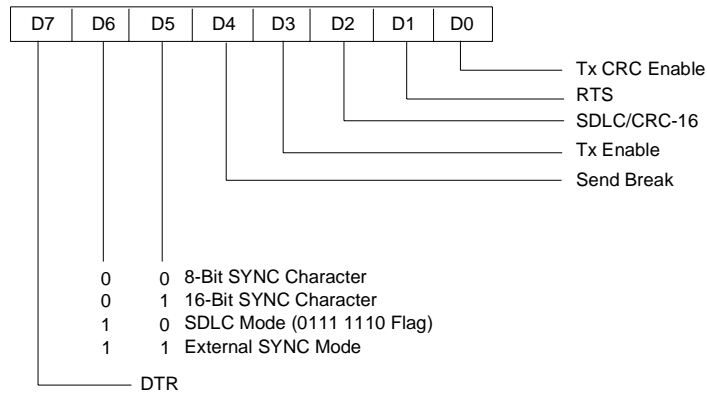 D7 D6 D5 D4 D3 D2 D1 D0
Tx CRC Enable
RTS
SDLC/CRC-16
Tx Enable
Send Break
0 0 8-Bit SYNC Character
0 1 16-Bit SYNC Character
1 0 SDLC Mode (0111 1110 Flag)
1 1 External SYNC Mode
DTR